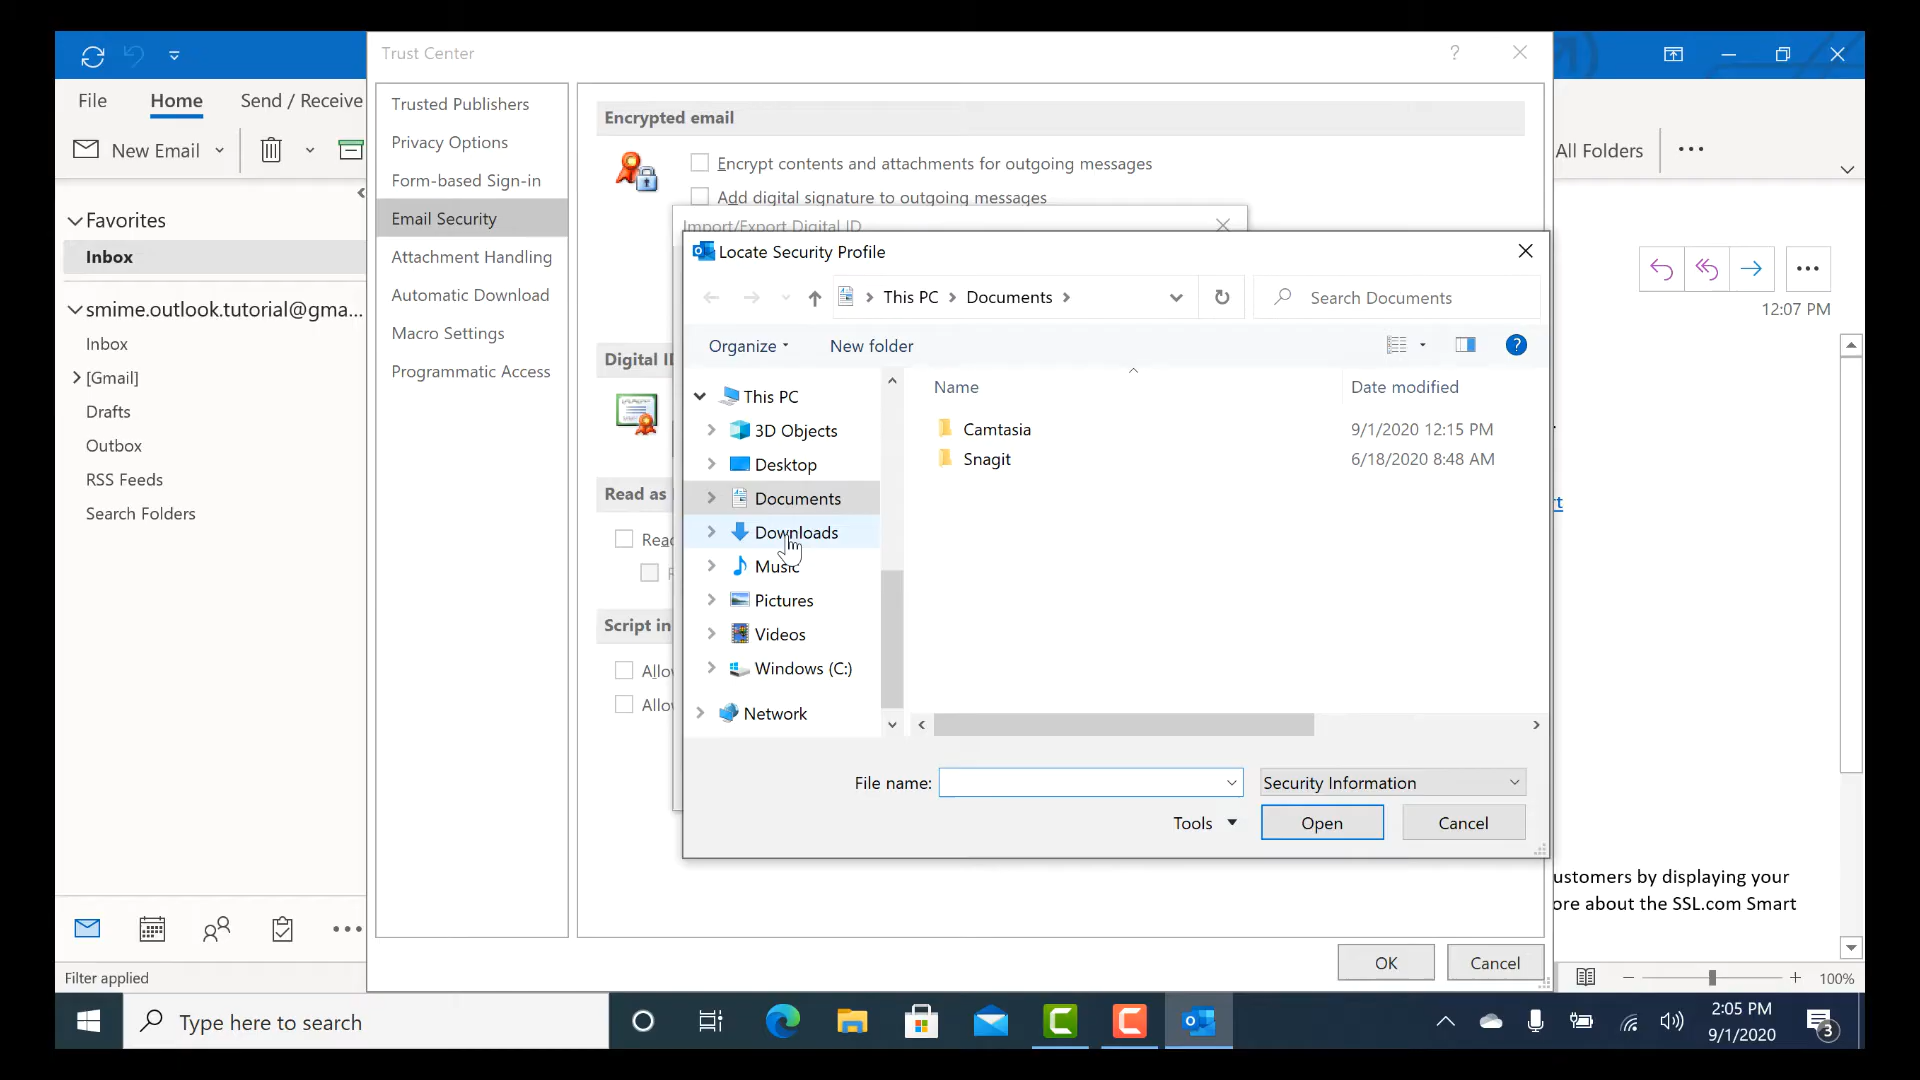 Trust Center
File
Home
Send / Receive
New Email
All Folders
Favorites
Inbox
smime.outlook.tutorial@gma...
Inbox
[Gmail]
Drafts
Outbox
RSS Feeds
Search Folders
Filter applied
Trusted Publishers
Privacy Options
Form-based Sign-in
Email Security
Attachment Handling
Automatic Download
Macro Settings
Programmatic Access
Encrypted email
Encrypt contents and attachments for outgoing messages
Add digital signature to outgoing messages
Import/Export Digital ID
Digital ID
Read as
Read
Script in
Allo
Allo
Locate Security Profile
This PC
Documents
Search Documents
Organize
New folder
This PC
3D Objects
Desktop
Documents
Downloads
Music
Pictures
Videos
Windows (C:)
Network
Name
Date modified
Camtasia
9/1/2020 12:15 PM
Snagit
6/18/2020 8:48 AM
File name:
Security Information
Tools
Open
Cancel
OK
Cancel
12:07 PM
ustomers by displaying your
ore about the SSL.com Smart
100%
Type here to search
2:05 PM
9/1/2020
3